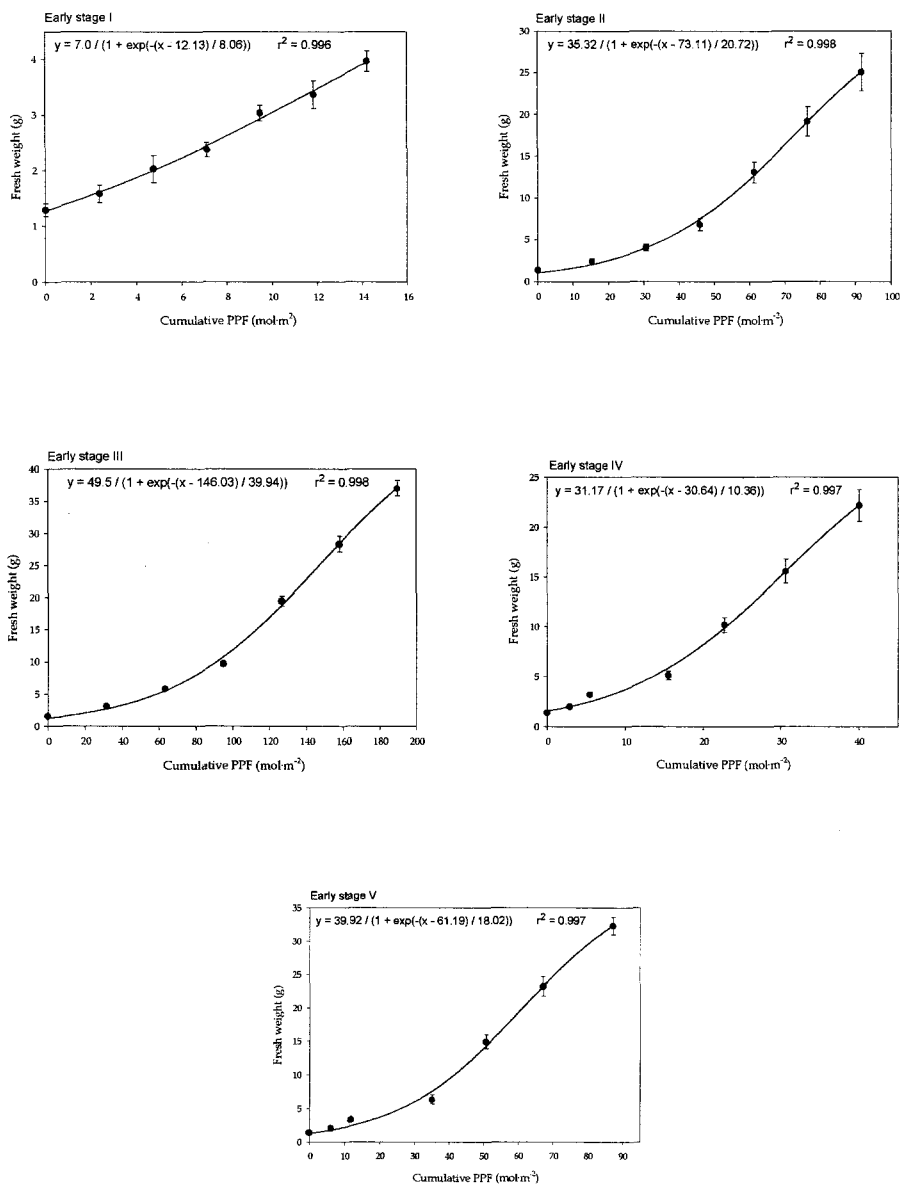 Early stage I
y = 7.0 / (1 + exp(-(x - 12.13) / 8.06)) r² = 0.996
4
3
2
1
0
Fresh weight (g)
0 2 4 6 8 10 12 14 16
Cumulative PPF (mol·m²)
Early stage II
y = 35.32 / (1 + exp(-(x- 73.11) / 20.72)) r² = 0.998
30
25
20
15
10
5
0
Fresh weight (g)
0 10 20 30 40 50 60 70 80 90 100
Cumulative PPF (mol·m⁻²)
Early stage III
y = 49.5 / (1 + exp(-(x - 146.03) / 39.94)) r² = 0.998
40
35
30
25
20
15
10
5
0
Fresh weight (g)
0 20 40 60 80 100 120 140 160 180 200
Cumulative PPF (mol·m⁻²)
Early stage IV
y = 31.17 / (1 + exp(-(x - 30.64) / 10.36)) r² = 0.997
25
20
15
10
5
0
Fresh weight (g)
0 10 20 30 40
Cumulative PPF (mol·m⁻²)
Early stage V
y = 39.92 / (1 + exp(-(x - 61.19) / 18.02)) r² = 0.997
35
30
25
20
15
10
5
0
Fresh weight (g)
0 10 20 30 40 50 60 70 80 90
Cumulative PPF (mol·m⁻²)